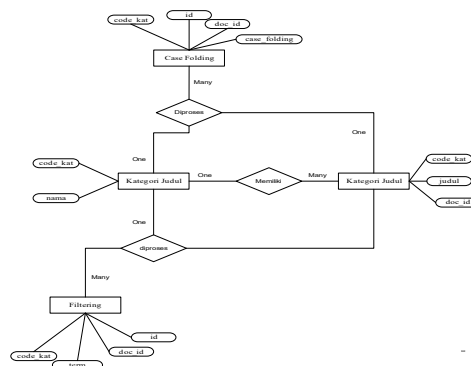 id
code_kat
doc_id
case_folding
Case Folding
Many
Diproses
One
One
code_kat
nama
Kategori Judul
One
Memiliki
Many
Kategori Judul
code_kat
judul
doc_id
One
diproses
Many
Filtering
id
doc_id
code_kat
term